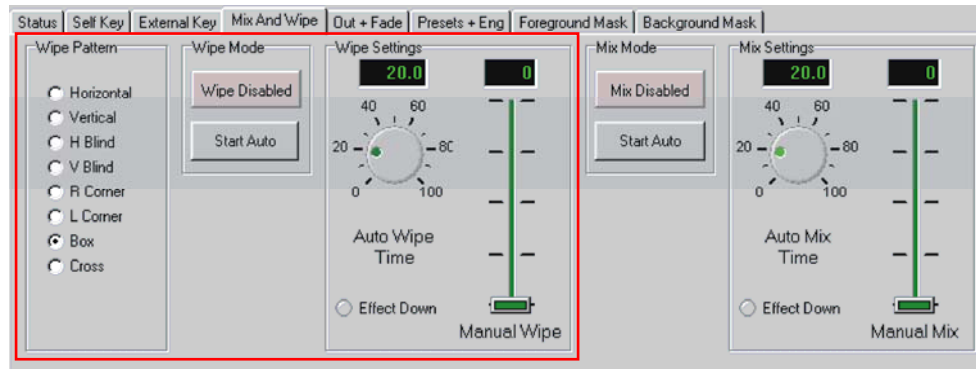 Status Self Key External Key Mix And Wipe Out + Fade Presets + Eng Foreground Mask Background Mask
Wipe Pattern
Horizontal
Vertical
H Blind
V Blind
R Corner
L Corner
Box
Cross
Wipe Mode
Wipe Disabled
Start Auto
Wipe Settings
20.0 0
40 60
20 80
0 100
Auto Wipe
Time
Effect Down
Manual Wipe
Mix Mode
Mix Disabled
Start Auto
Mix Settings
20.0 0
40 60
20 80
0 100
Auto Mix
Time
Effect Down
Manual Mix